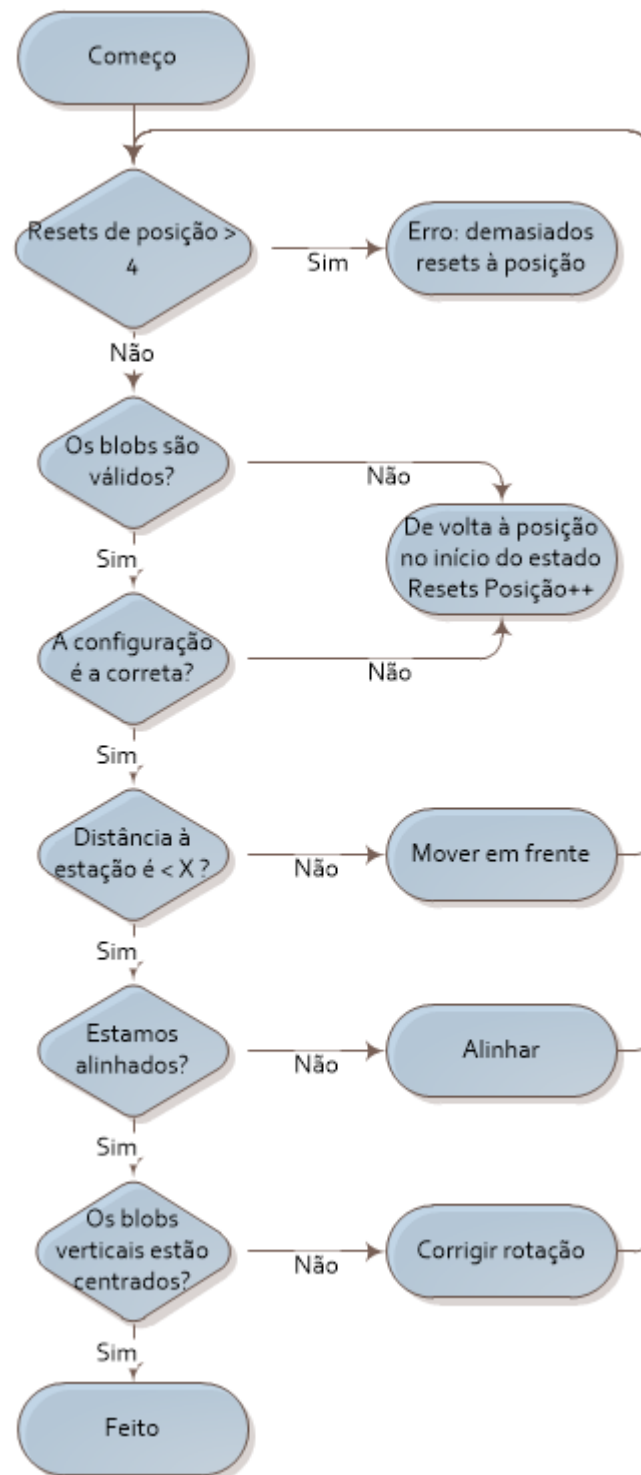 Começo
Resets de posição >
4
Sim
Erro: demasiados
resets à posição
Não
Os blobs são
válidos?
Não
De volta à posição
no início do estado
Resets Posição++
Sim
A configuração
é a correta?
Não
Sim
Distância à
estação é < X ?
Não
Mover em frente
Sim
Estamos
alinhados?
Não
Alinhar
Sim
Os blobs
verticais estão
centrados?
Não
Corrigir rotação
Sim
Feito